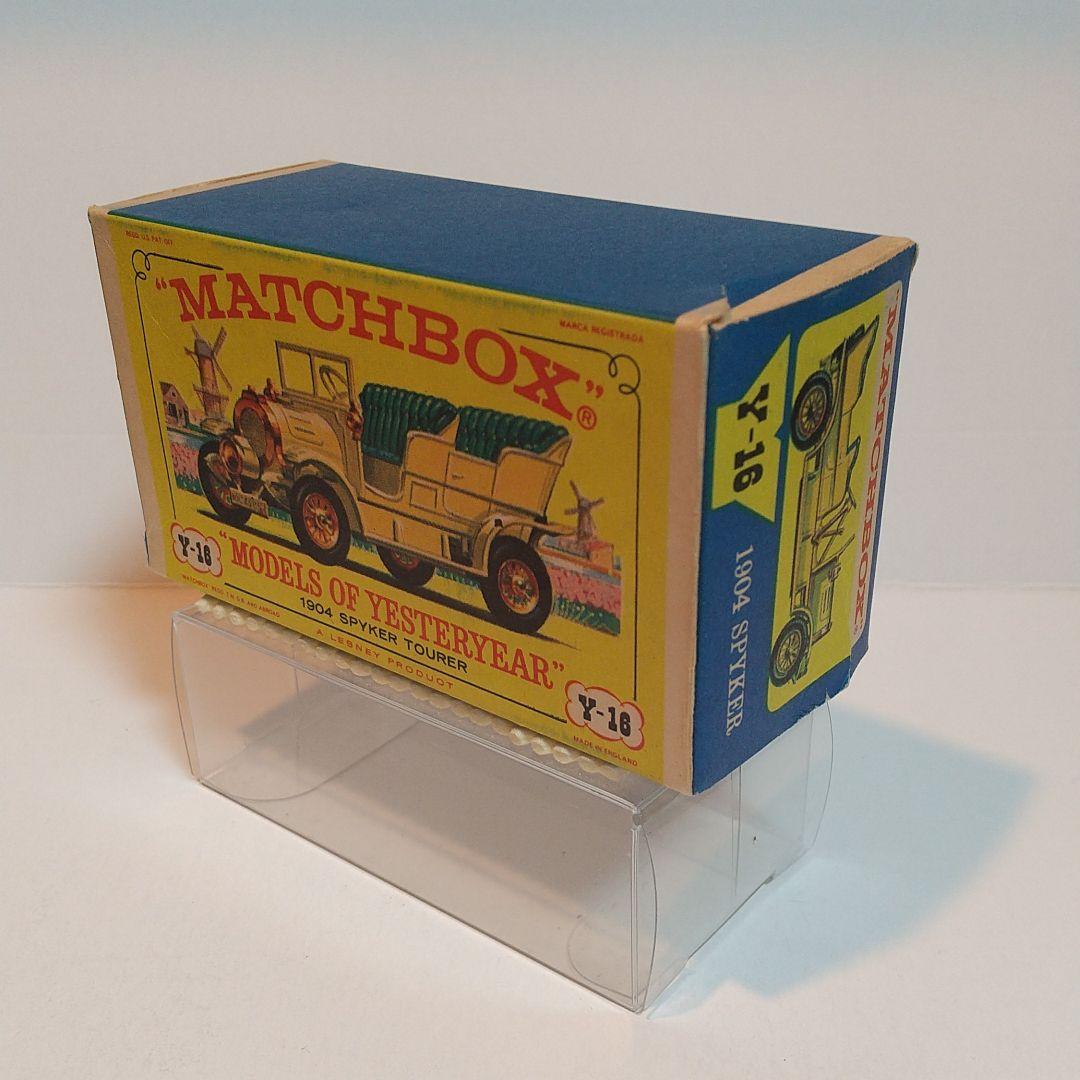 REGD. U.S. PAT. OFF.
MARCA REGISTRADA
"MATCHBOX"®
Y-16
"MODELS OF YESTERYEAR"
1904 SPYKER TOURER
A LESNEY PRODUCT
Y-16
MADE IN ENGLAND
"MATCHBOX"
Y-16
1904 SPYKER